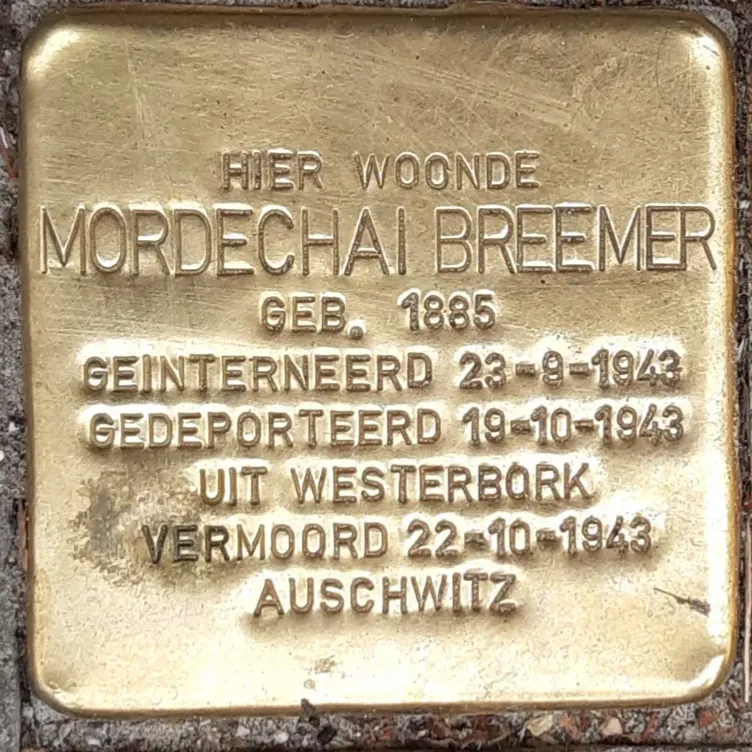 HIER WOONDE
MORDECHAI BREEMER
GEB. 1885
GEINTERNEERD 23-9-1943
GEDEPORTEERD 19-10-1943
UIT WESTERBORK
VERMOORD 22-10-1943
AUSCHWITZ